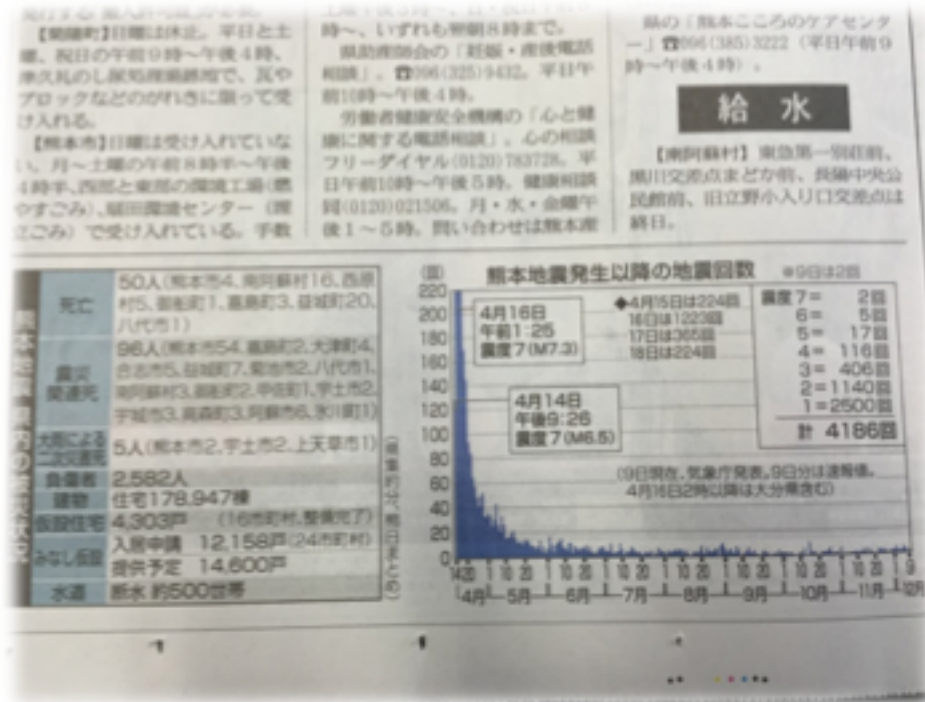 【菊陽町】日曜は休止。平日と土
曜、祝日の午前9時～午後4時、
津久礼のし尿処理場跡地で、瓦や
ブロックなどのがれきに限って受
け入れる。
【熊本市】日曜は受け入れていな
い。月～土曜の午前8時半～午後
4時半、西部と東部の環境工場(燃
やすごみ)、扇田環境センター(埋
立ごみ)で受け入れている。手数
時～、いずれも翌朝8時まで。
県助産師会の「妊娠・産後電話
相談」。☎096(325)9432。平日午
前10時～午後4時。
労働者健康安全機構の「心と健
康に関する電話相談」。心の相談
フリーダイヤル(0120)783728。平
日午前10時～午後5時。健康相談
同(0120)021506。月・水・金曜午
後1～5時。問い合わせは熊本産
県の「熊本こころのケアセンタ
ー」☎096(385)3222(平日午前9
時～午後4時)。
給水
【南阿蘇村】東急第一別荘前、
黒川交差点まどか前、長陽中央公
民館前、旧立野小入り口交差点は
終日。
死亡
50人(熊本市4、南阿蘇村16、西原
村5、御船町1、嘉島町3、益城町20、
八代市1)
震災
関連死
96人(熊本市54、嘉島町2、大津町4、
合志市5、益城町7、菊池市2、八代市1、
南阿蘇村3、御船町2、甲佐町1、宇土市2、
宇城市3、高森町3、阿蘇市6、氷川町1)
大雨による
二次災害死
5人(熊本市2、宇土市2、上天草市1)
負傷者 2,582人
建物 住宅178,947棟
仮設住宅 4,303戸 (16市町村、整備完了)
みなし仮設
入居申請 12,158戸(24市町村)
提供予定 14,600戸
水道 断水 約500世帯
熊本地震発生以降の地震回数 ※9日は2回
(回)
220
200
180
160
140
120
100
80
60
40
20
0
4月16日
午前1:25
震度7(M7.3)
4月14日
午後9:26
震度7(M6.5)
◆4月15日は224回
16日は1223回
17日は365回
18日は224回
震度7= 2回
6= 5回
5= 17回
4= 116回
3= 406回
2=1140回
1=2500回
計 4186回
(9日現在、気象庁発表。9日分は速報値。
4月16日2時以降は大分県含む)
14 20 1 10 20 1 10 20 1 10 20 1 10 20 1 10 20 1 10 20 1 10 20 1 9
4月 5月 6月 7月 8月 9月 10月 11月 12月